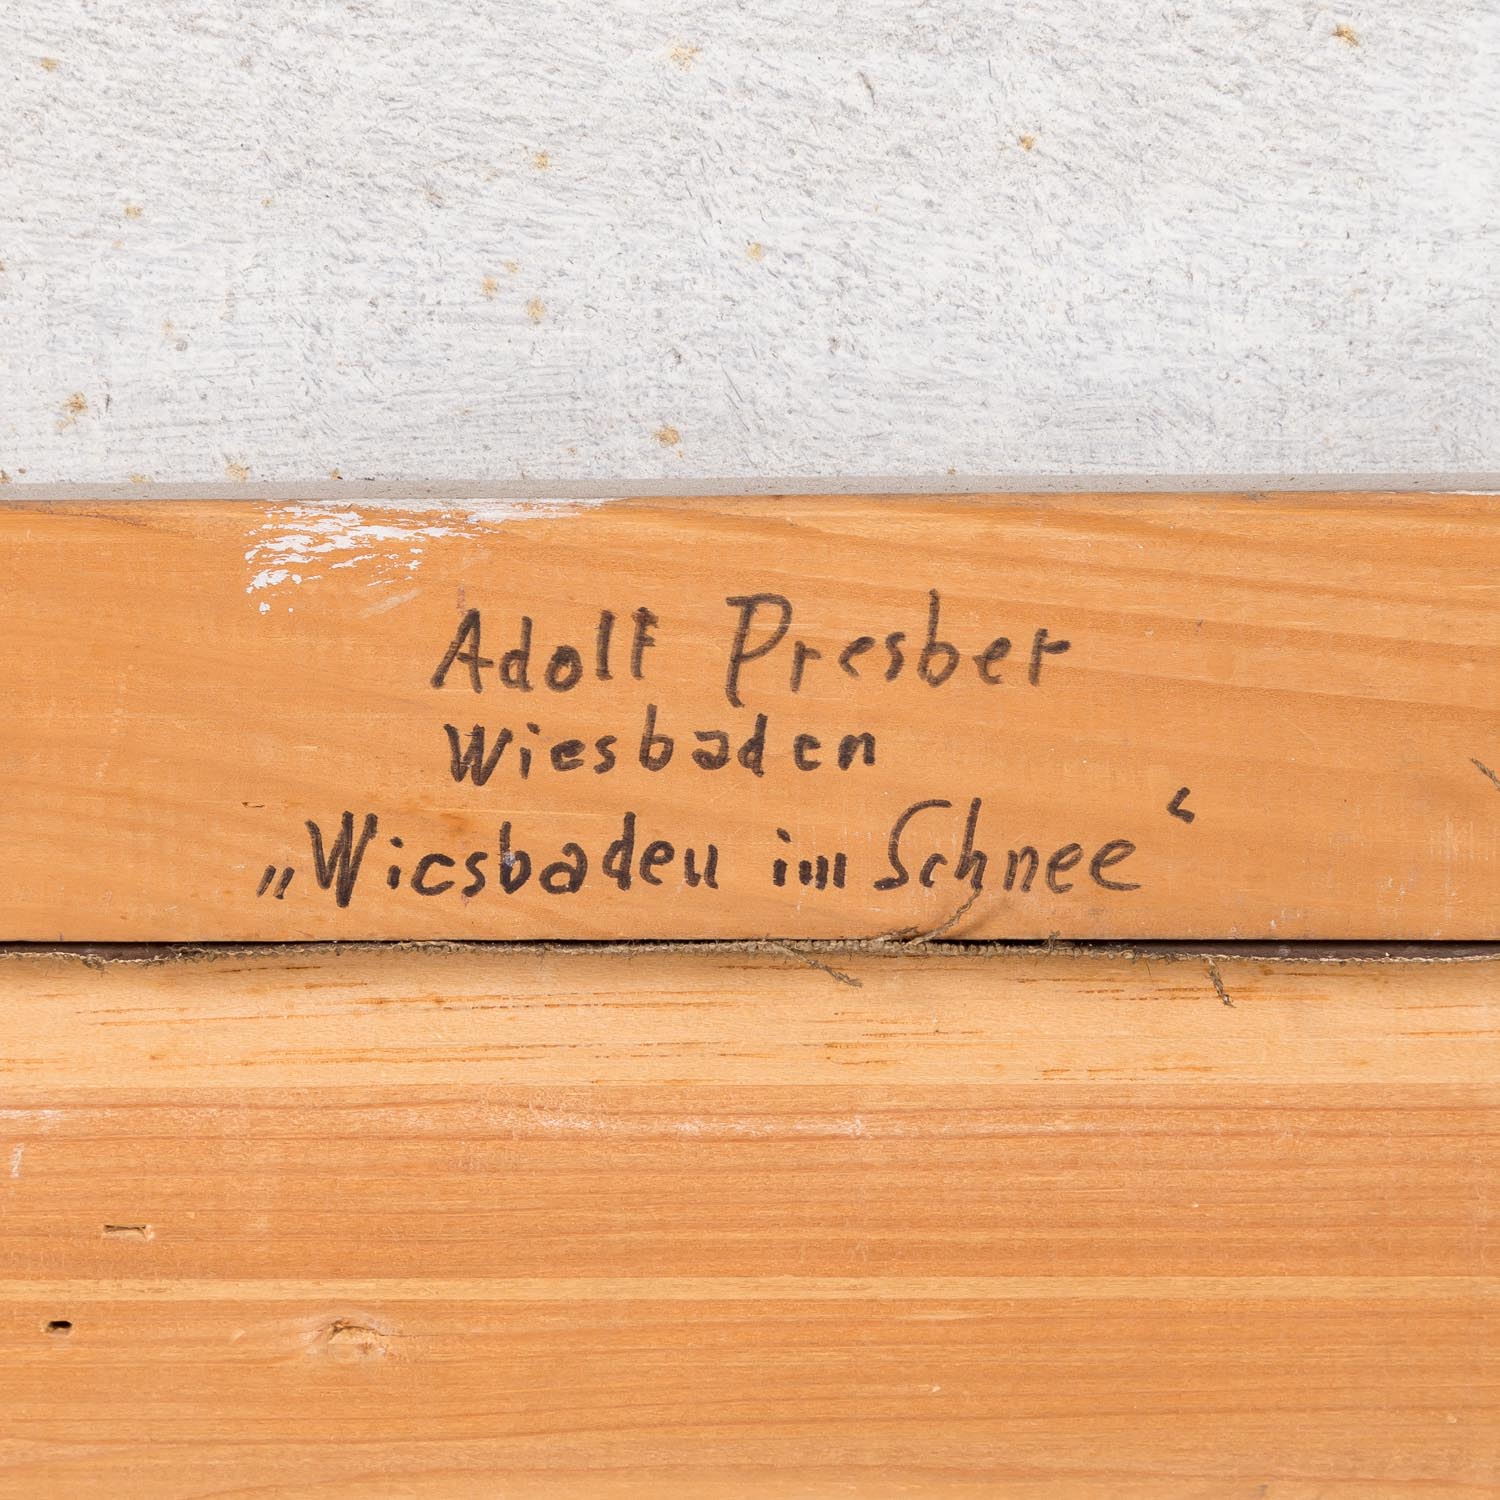 Adolf Presber
Wiesbaden
„Wiesbaden im Schnee“